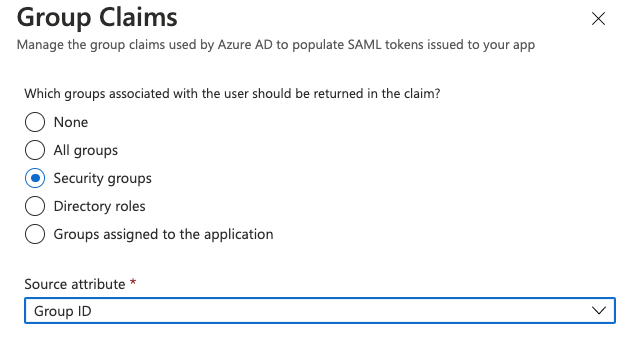 Group Claims
Manage the group claims used by Azure AD to populate SAML tokens issued to your app
Which groups associated with the user should be returned in the claim?
None
All groups
Security groups
Directory roles
Groups assigned to the application
Source attribute *
Group ID